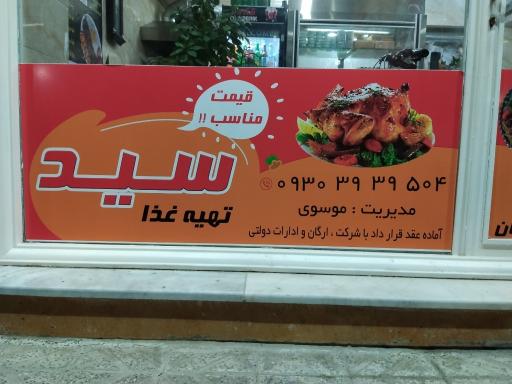 قیمت
مناسب !!
سید
تهیه غذا
۰۹۳۰ ۳۹ ۳۹ ۵۰۴
مدیریت : موسوی
آماده عقد قرار داد با شرکت ، ارگان و ادارات دولتی
ان